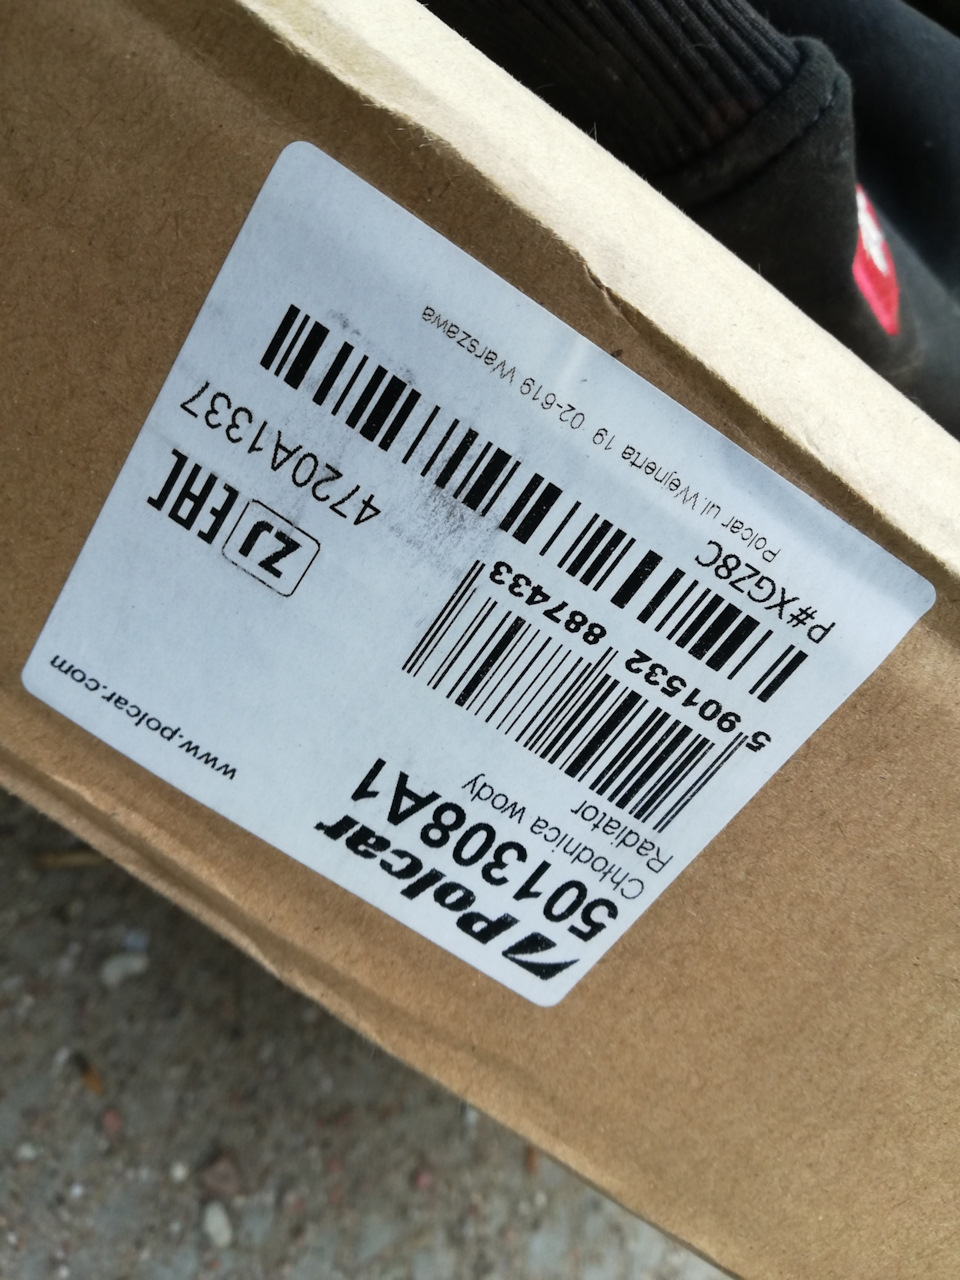 Polcar
501308A1
Chłodnica wody
Radiator
www.polcar.com
5 901532 887433
ZJ
EAC
4720A1337
P#XGZ8C
Polcar ul.Wejnerta 19 02-619 Warszawa